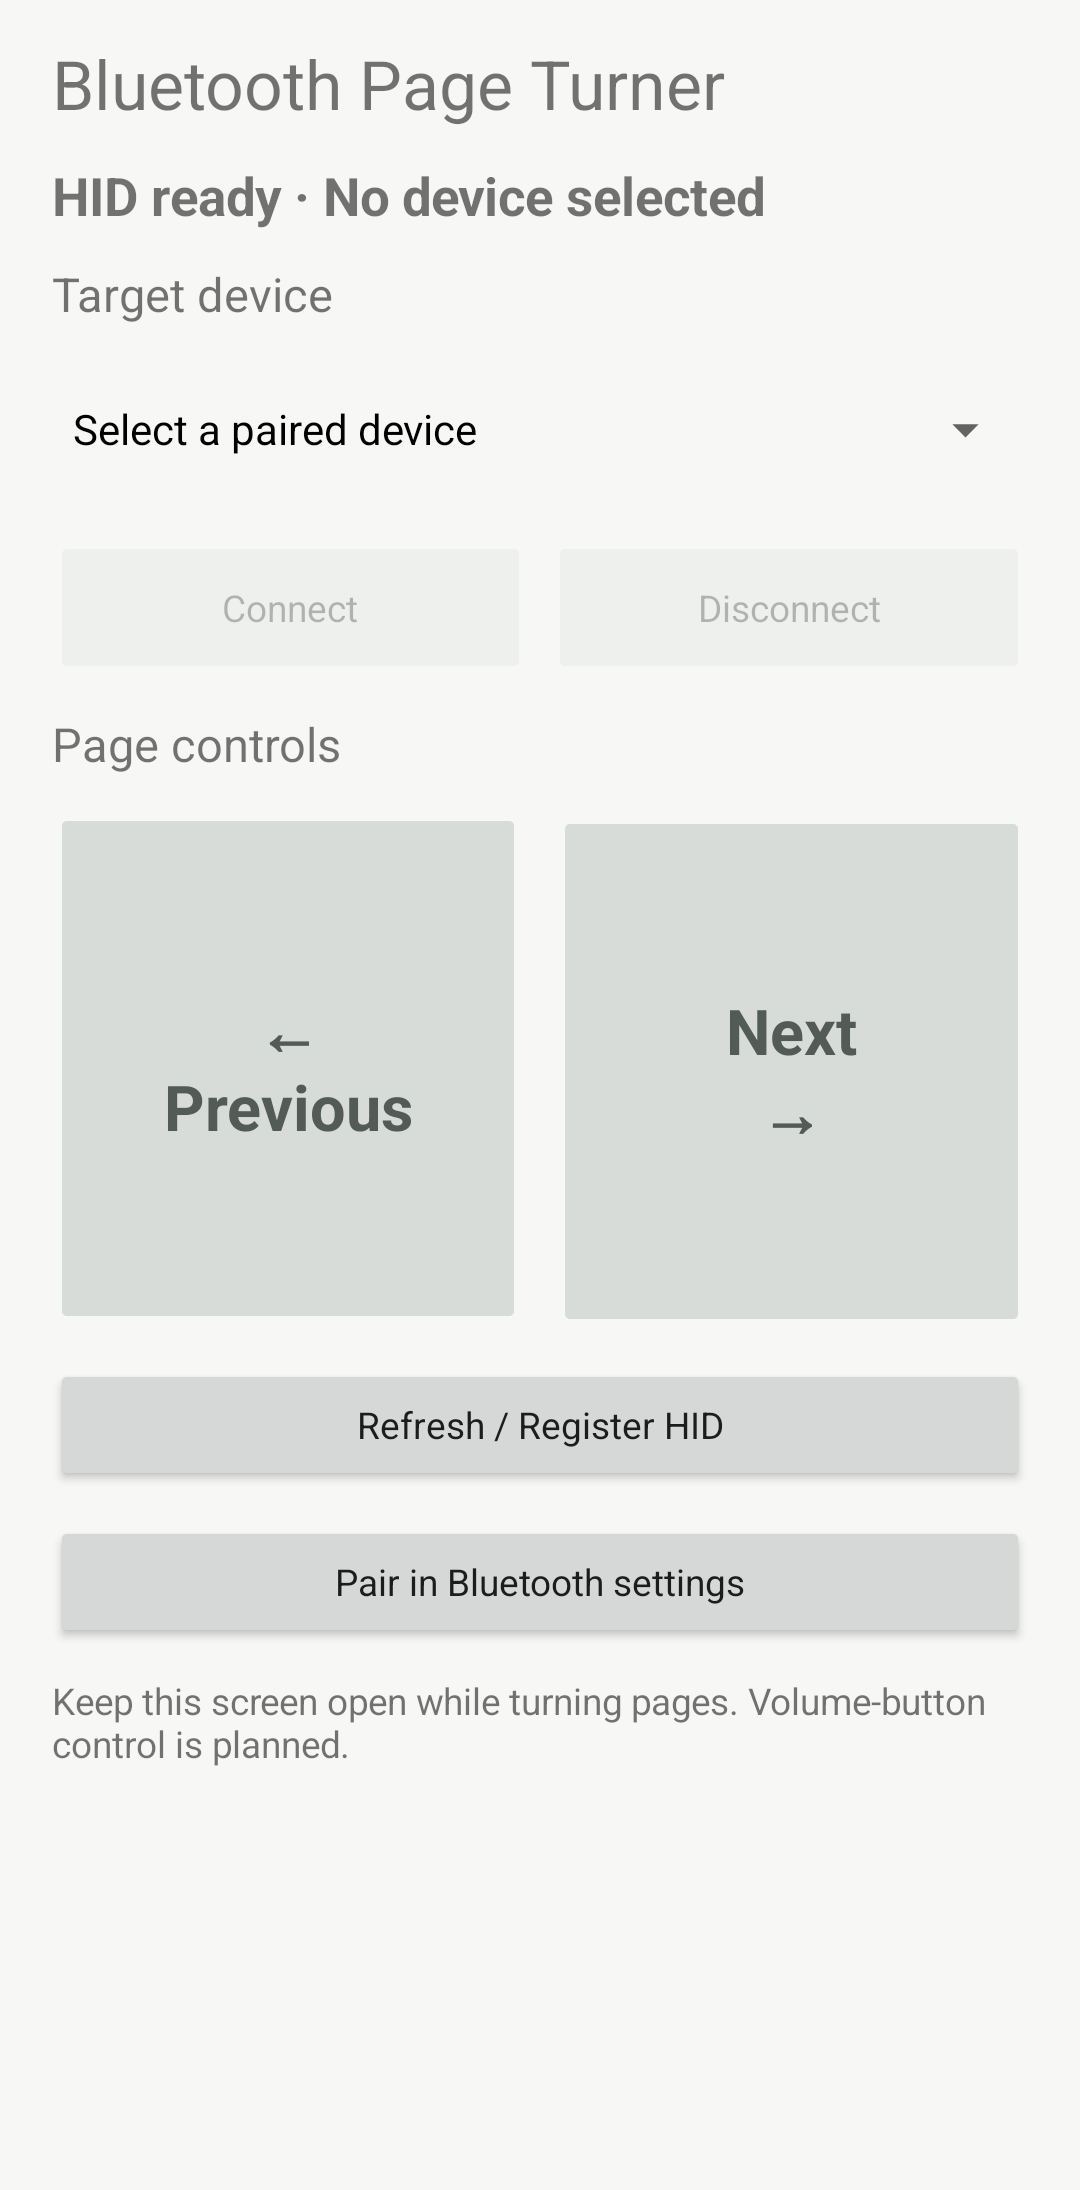 Bluetooth Page Turner
HID ready · No device selected
Target device
Select a paired device
Connect
Disconnect
Page controls
←
Previous
Next
→
Refresh / Register HID
Pair in Bluetooth settings
Keep this screen open while turning pages. Volume-button
control is planned.